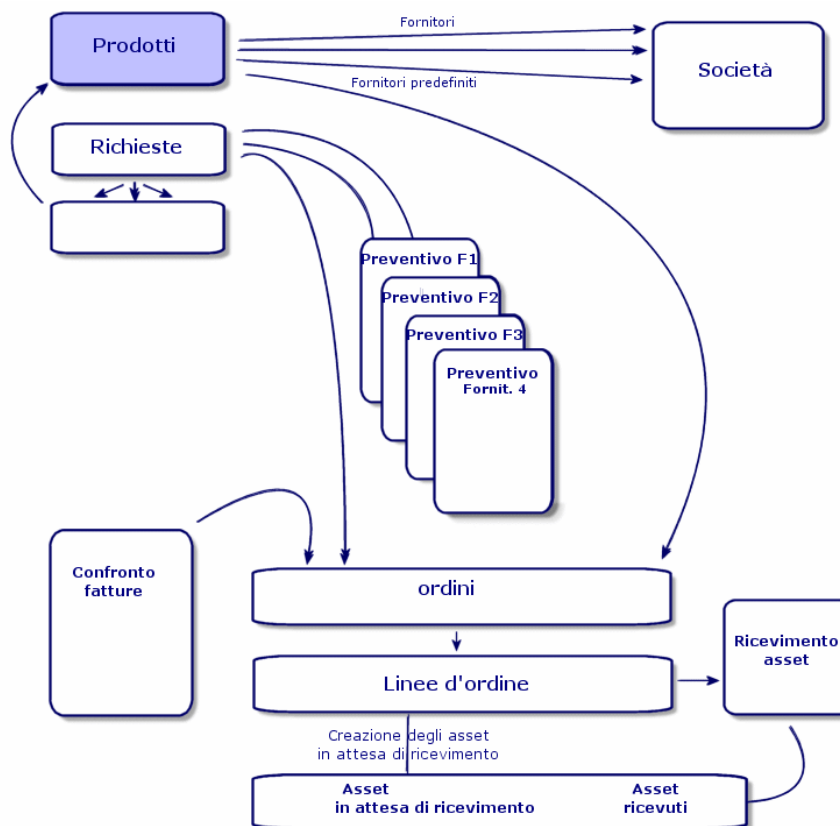 Fornitori
Prodotti
Società
Fornitori predefiniti
Richieste
Preventivo F1
Preventivo F2
Preventivo F3
Preventivo
Fornit. 4
Confronto
fatture
ordini
Ricevimento
asset
Linee d'ordine
Creazione degli asset
in attesa di ricevimento
Asset
in attesa di ricevimento
Asset
ricevuti